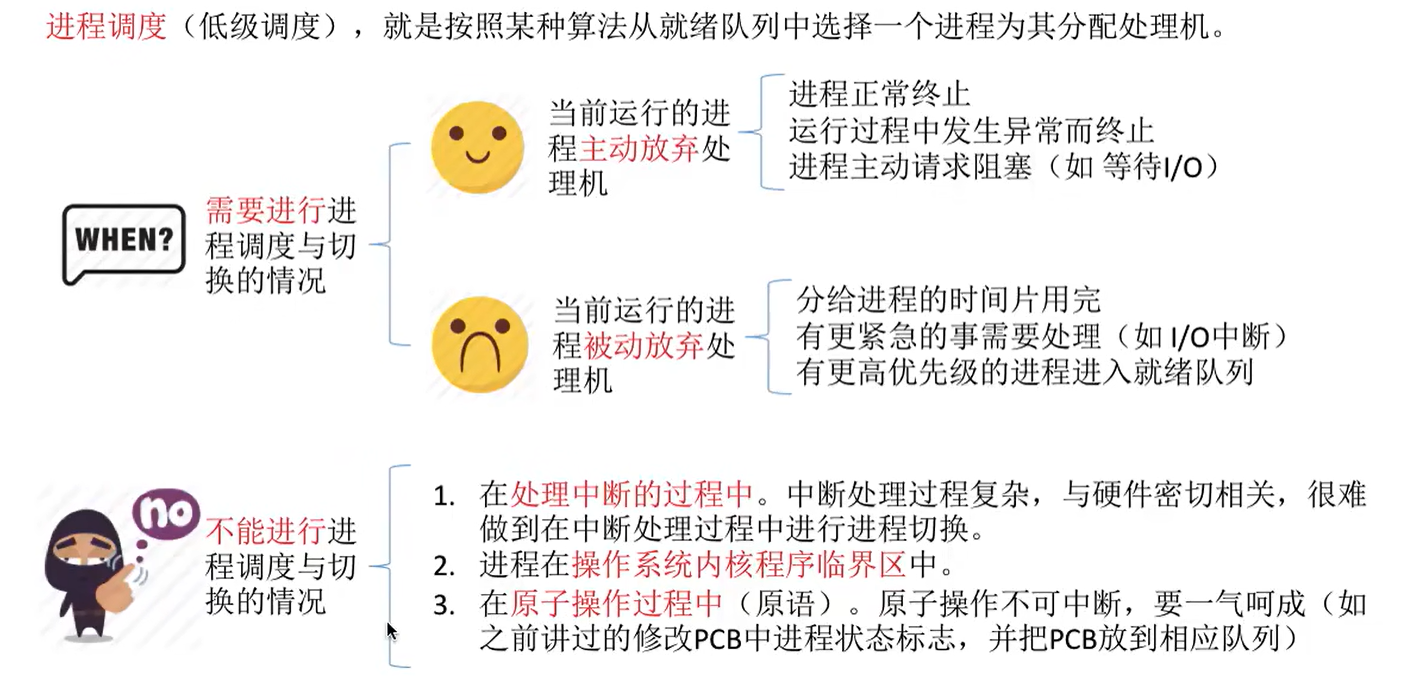 进程调度（低级调度），就是按照某种算法从就绪队列中选择一个进程为其分配处理机。
WHEN?
需要进行进
程调度与切
换的情况
当前运行的进
程主动放弃处
理机
进程正常终止
运行过程中发生异常而终止
进程主动请求阻塞（如 等待I/O）
当前运行的进
程被动放弃处
理机
分给进程的时间片用完
有更紧急的事需要处理（如 I/O中断）
有更高优先级的进程进入就绪队列
no
不能进行进
程调度与切
换的情况
1. 在处理中断的过程中。中断处理过程复杂，与硬件密切相关，很难
做到在中断处理过程中进行进程切换。
2. 进程在操作系统内核程序临界区中。
3. 在原子操作过程中（原语）。原子操作不可中断，要一气呵成（如
之前讲过的修改PCB中进程状态标志，并把PCB放到相应队列）